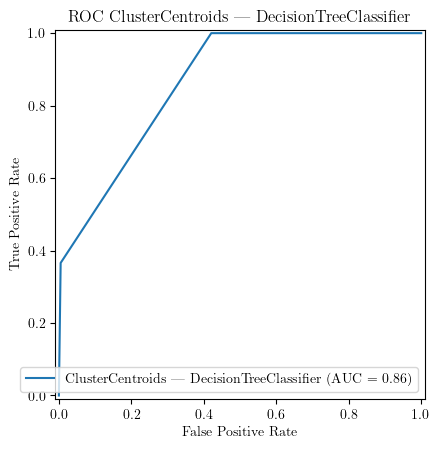 ROC ClusterCentroids — DecisionTreeClassifier
1.0
0.8
0.6
0.4
0.2
0.0
True Positive Rate
ClusterCentroids — DecisionTreeClassifier (AUC = 0.86)
0.0 0.2 0.4 0.6 0.8 1.0
False Positive Rate